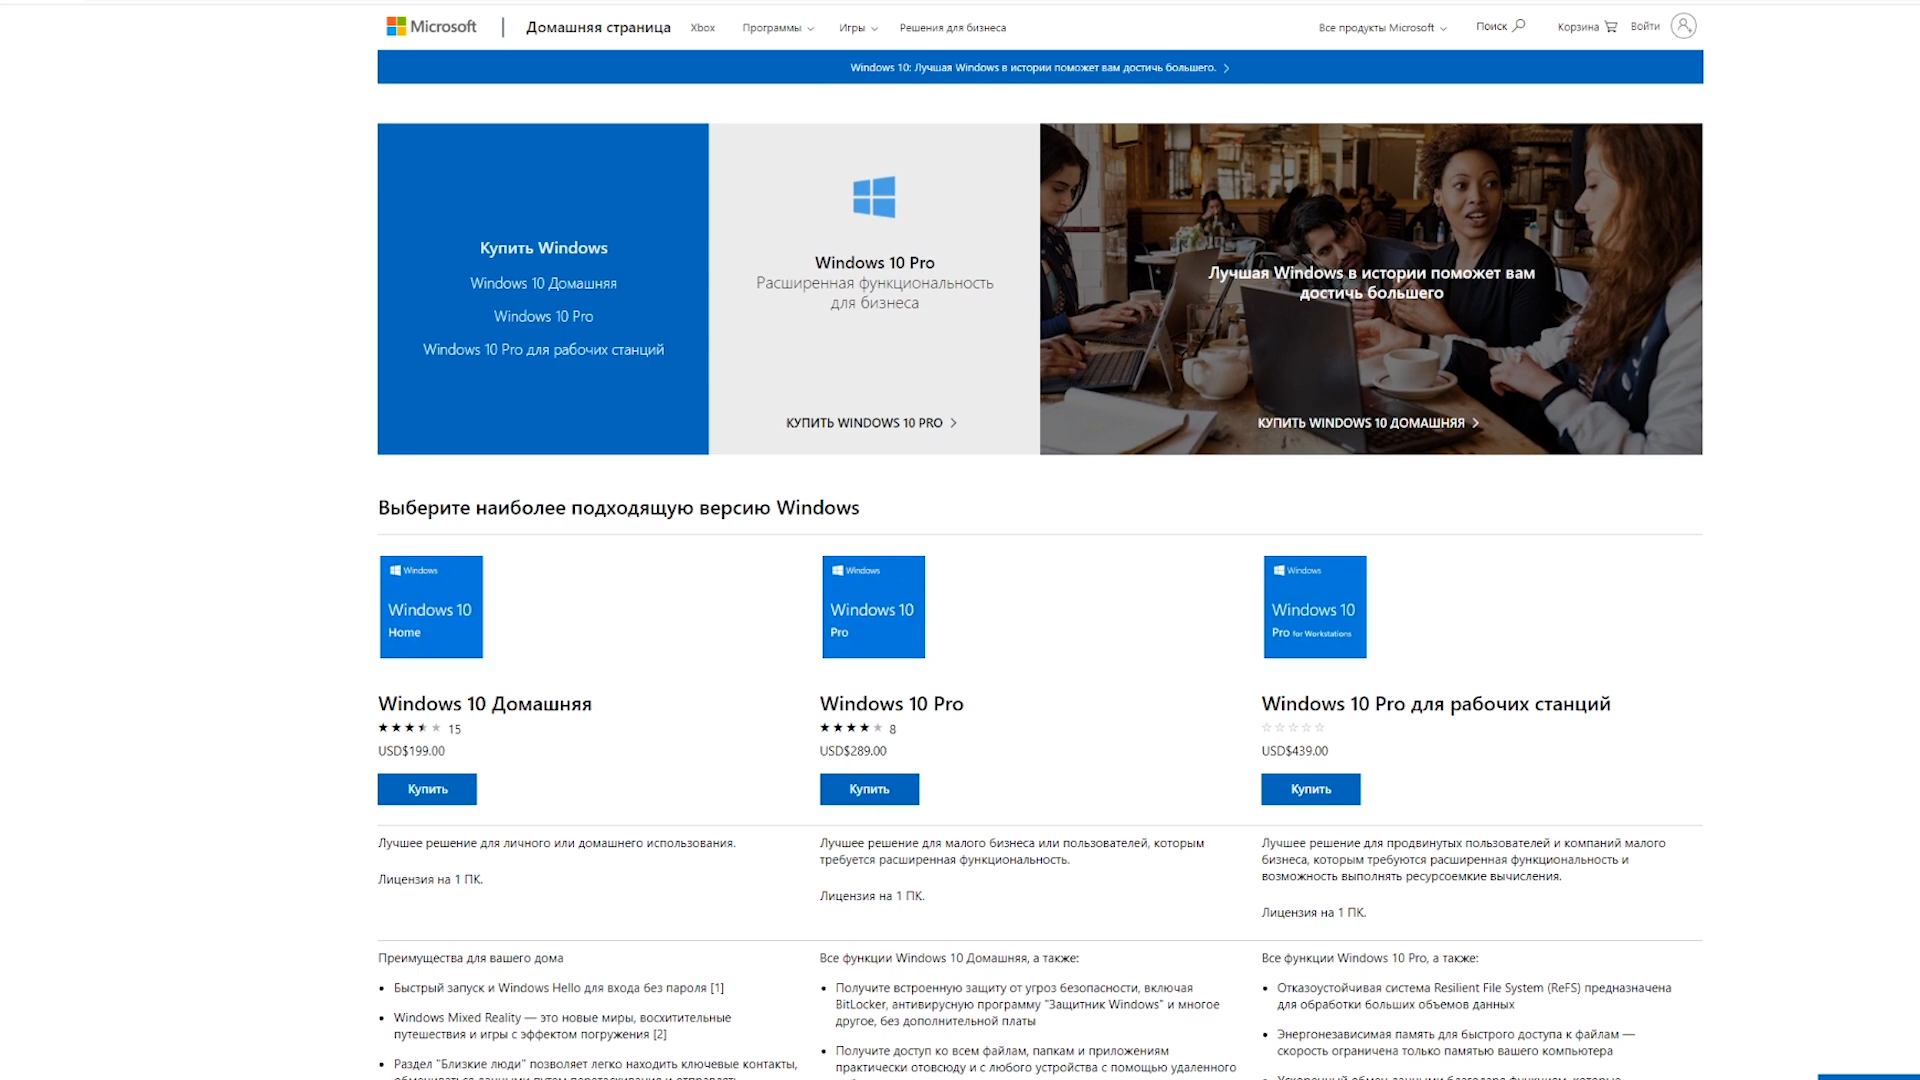 Microsoft
Домашняя страница
Xbox
Программы
Игры
Решения для бизнеса
Все продукты Microsoft
Поиск
Корзина
Войти
Windows 10: Лучшая Windows в истории поможет вам достичь большего.
Купить Windows
Windows 10 Домашняя
Windows 10 Pro
Windows 10 Pro для рабочих станций
Windows 10 Pro
Расширенная функциональность
для бизнеса
КУПИТЬ WINDOWS 10 PRO
Лучшая Windows в истории поможет вам
достичь большего
КУПИТЬ WINDOWS 10 ДОМАШНЯЯ
Выберите наиболее подходящую версию Windows
Windows
Windows 10
Home
Windows 10 Домашняя
15
USD$199.00
Купить
Лучшее решение для личного или домашнего использования.
Лицензия на 1 ПК.
Преимущества для вашего дома
• Быстрый запуск и Windows Hello для входа без пароля [1]
• Windows Mixed Reality — это новые миры, восхитительные
путешествия и игры с эффектом погружения [2]
• Раздел "Близкие люди" позволяет легко находить ключевые контакты,
Windows
Windows 10
Pro
Windows 10 Pro
8
USD$289.00
Купить
Лучшее решение для малого бизнеса или пользователей, которым
требуется расширенная функциональность.
Лицензия на 1 ПК.
Все функции Windows 10 Домашняя, а также:
• Получите встроенную защиту от угроз безопасности, включая
BitLocker, антивирусную программу "Защитник Windows" и многое
другое, без дополнительной платы
• Получите доступ ко всем файлам, папкам и приложениям
практически отовсюду и с любого устройства с помощью удаленного
Windows
Windows 10
Pro for Workstations
Windows 10 Pro для рабочих станций
USD$439.00
Купить
Лучшее решение для продвинутых пользователей и компаний малого
бизнеса, которым требуются расширенная функциональность и
возможность выполнять ресурсоемкие вычисления.
Лицензия на 1 ПК.
Все функции Windows 10 Pro, а также:
• Отказоустойчивая система Resilient File System (ReFS) предназначена
для обработки больших объемов данных
• Энергонезависимая память для быстрого доступа к файлам —
скорость ограничена только памятью вашего компьютера